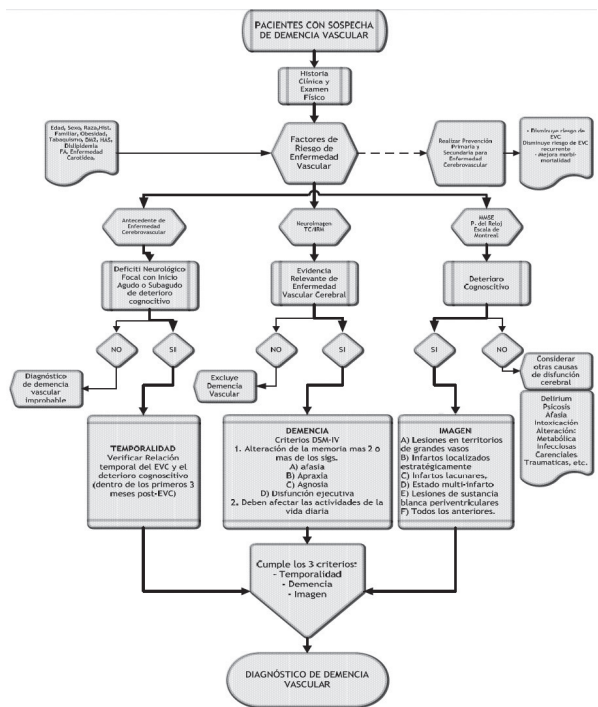 PACIENTES CON SOSPECHA
DE DEMENCIA VASCULAR
Historia
Clínica y
Examen
Físico
Edad, Sexo, Raza,Hist.
Familiar, Obesidad,
Tabaquismo, DM2, HAS,
Dislipidemia
FA, Enfermedad
Carotídea.
Factores de
Riesgo de
Enfermedad
Vascular
Realizar Prevención
Primaria y
Secundaria para
Enfermedad
Cerebrovascular
- Disminuye riesgo de
EVC
Disminuye riesgo de EVC
recurrente
- Mejora morbi-
mortalidad
Antecedente de
Enfermedad
Cerebrovascular
Neuroimagen
TC/IRM
MMSE
P. del Reloj
Escala de
Montreal
Deficiti Neurológico
Focal con Inicio
Agudo o Subagudo
de deterioro
cognoscitivo
Evidencia
Relevante de
Enfermedad
Vascular Cerebral
Deterioro
Cognoscitivo
NO
SI
NO
SI
SI
NO
Diagnóstico
de demencia
vascular
improbable
Excluye
Demencia
Vascular
Considerar
otras causas
de disfunción
cerebral
Delirium
Psicosis
Afasia
Intoxicación
Alteración:
Metabólica
Infecciosas
Carenciales
Traumaticas, etc.
TEMPORALIDAD
Verificar Relación
temporal del EVC y el
deterioro cognoscitivo
(dentro de los primeros 3
meses post-EVC)
DEMENCIA
Criterios DSM-IV
1. Alteración de la memoria mas 2 ó
mas de los sigs.
A) afasia
B) Apraxia
C) Agnosia
D) Disfunción ejecutiva
2. Deben afectar las actividades de la
vida diaria
IMAGEN
A) Lesiones en territorios
de grandes vasos
B) Infartos localizados
estratégicamente
C) Infartos lacunares,
D) Estado multi-infarto
E) Lesiones de sustancia
blanca periventriculares
F) Todos los anteriores.
Cumple los 3 criterios:
- Temporalidad
- Demencia
- Imagen
DIAGNÓSTICO DE DEMENCIA
VASCULAR